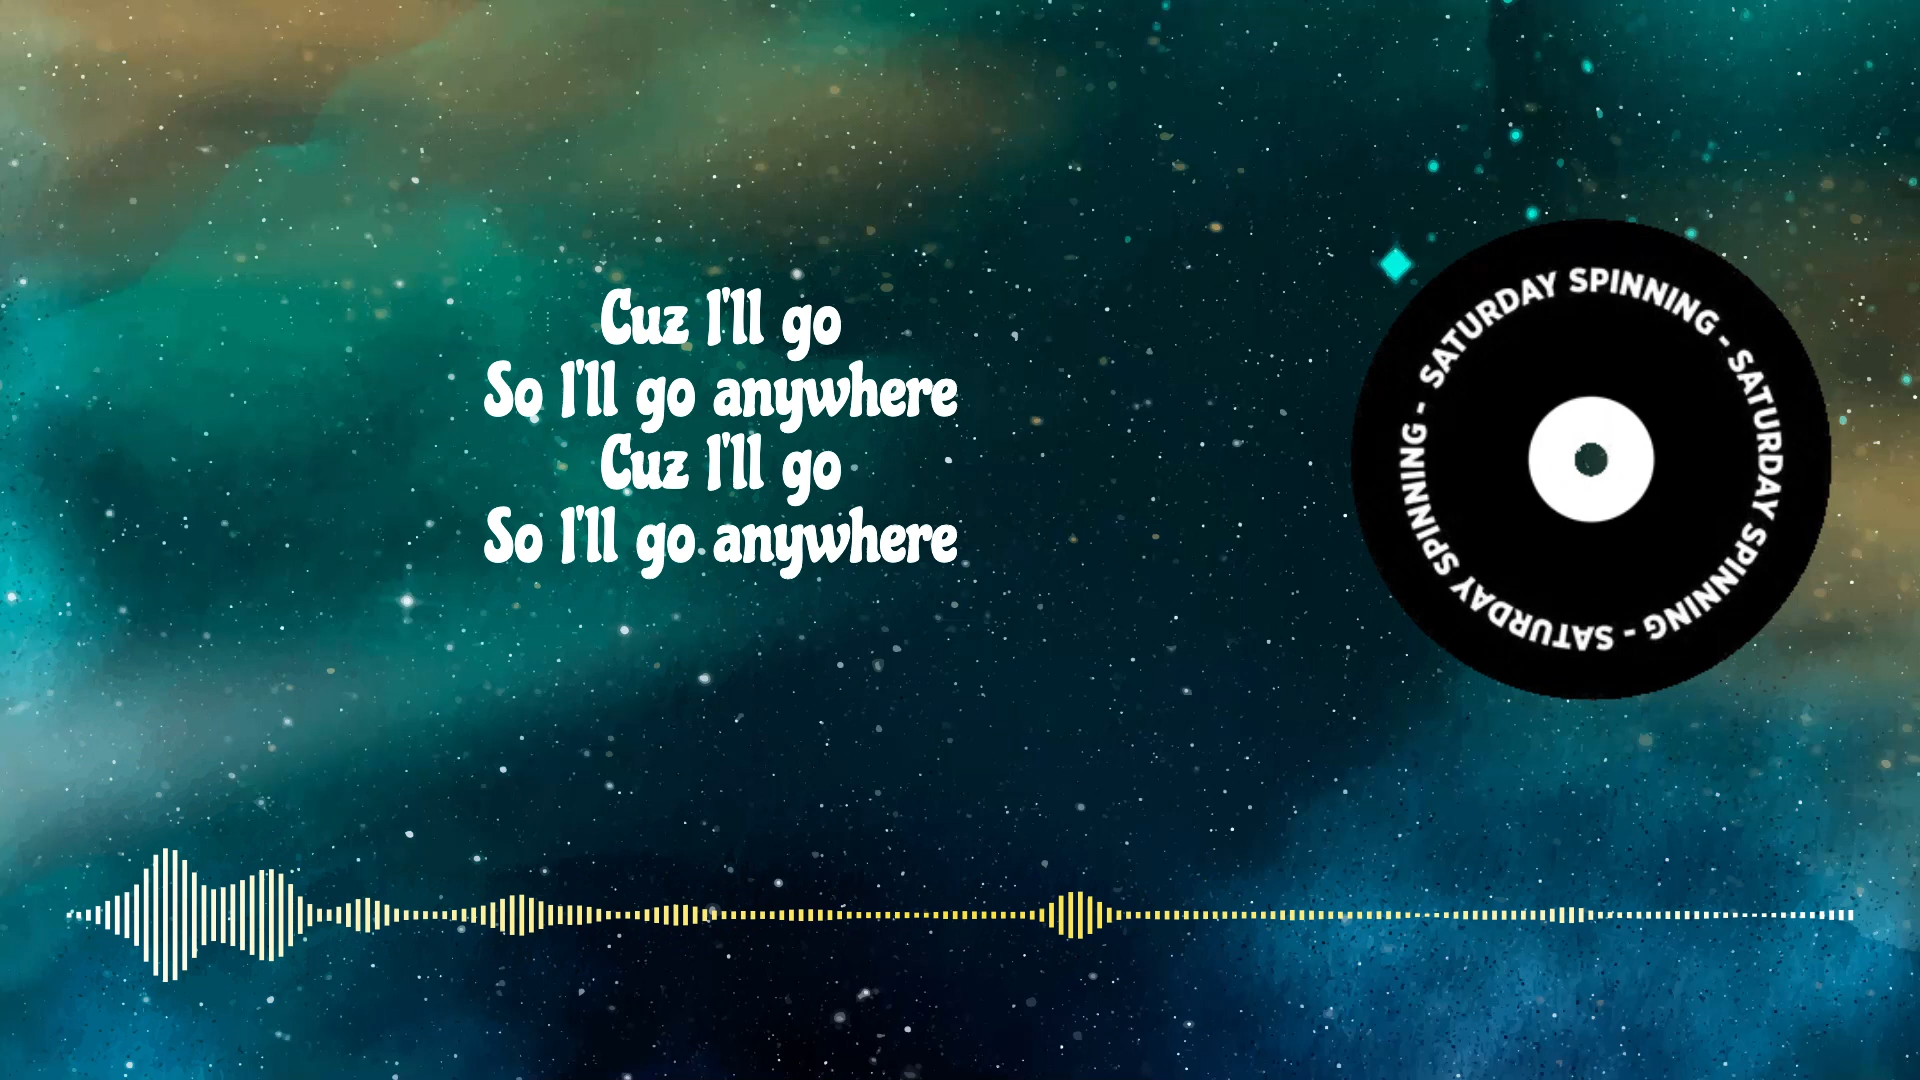 Cuz I'll go
So I'll go anywhere
Cuz I'll go
So I'll go anywhere
SATURDAY SPINNING - SATURDAY SPINNING - SATURDAY SPINNING -